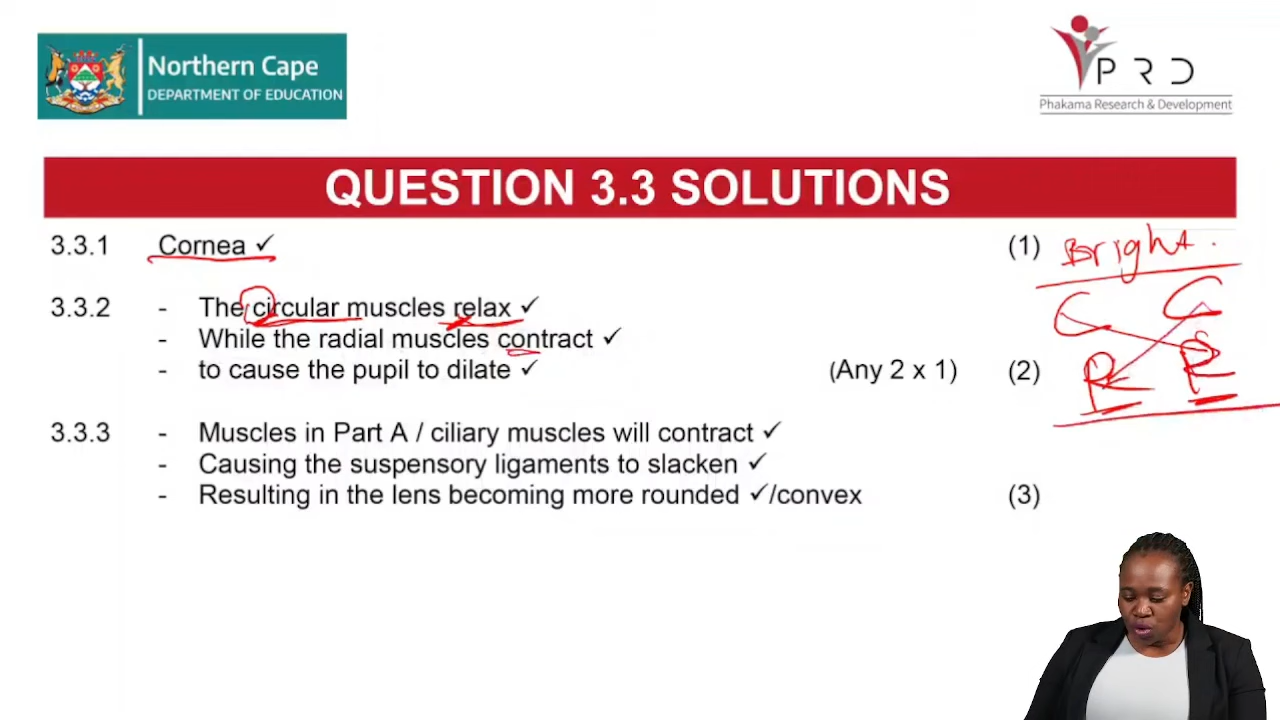 Northern Cape
DEPARTMENT OF EDUCATION
PRD
Phakama Research & Development
QUESTION 3.3 SOLUTIONS
3.3.1 Cornea ✓ (1)
Bright.
3.3.2 - The circular muscles relax ✓
- While the radial muscles contract ✓
- to cause the pupil to dilate ✓ (Any 2 x 1) (2)
C C
R R
3.3.3 - Muscles in Part A / ciliary muscles will contract ✓
- Causing the suspensory ligaments to slacken ✓
- Resulting in the lens becoming more rounded ✓/convex (3)